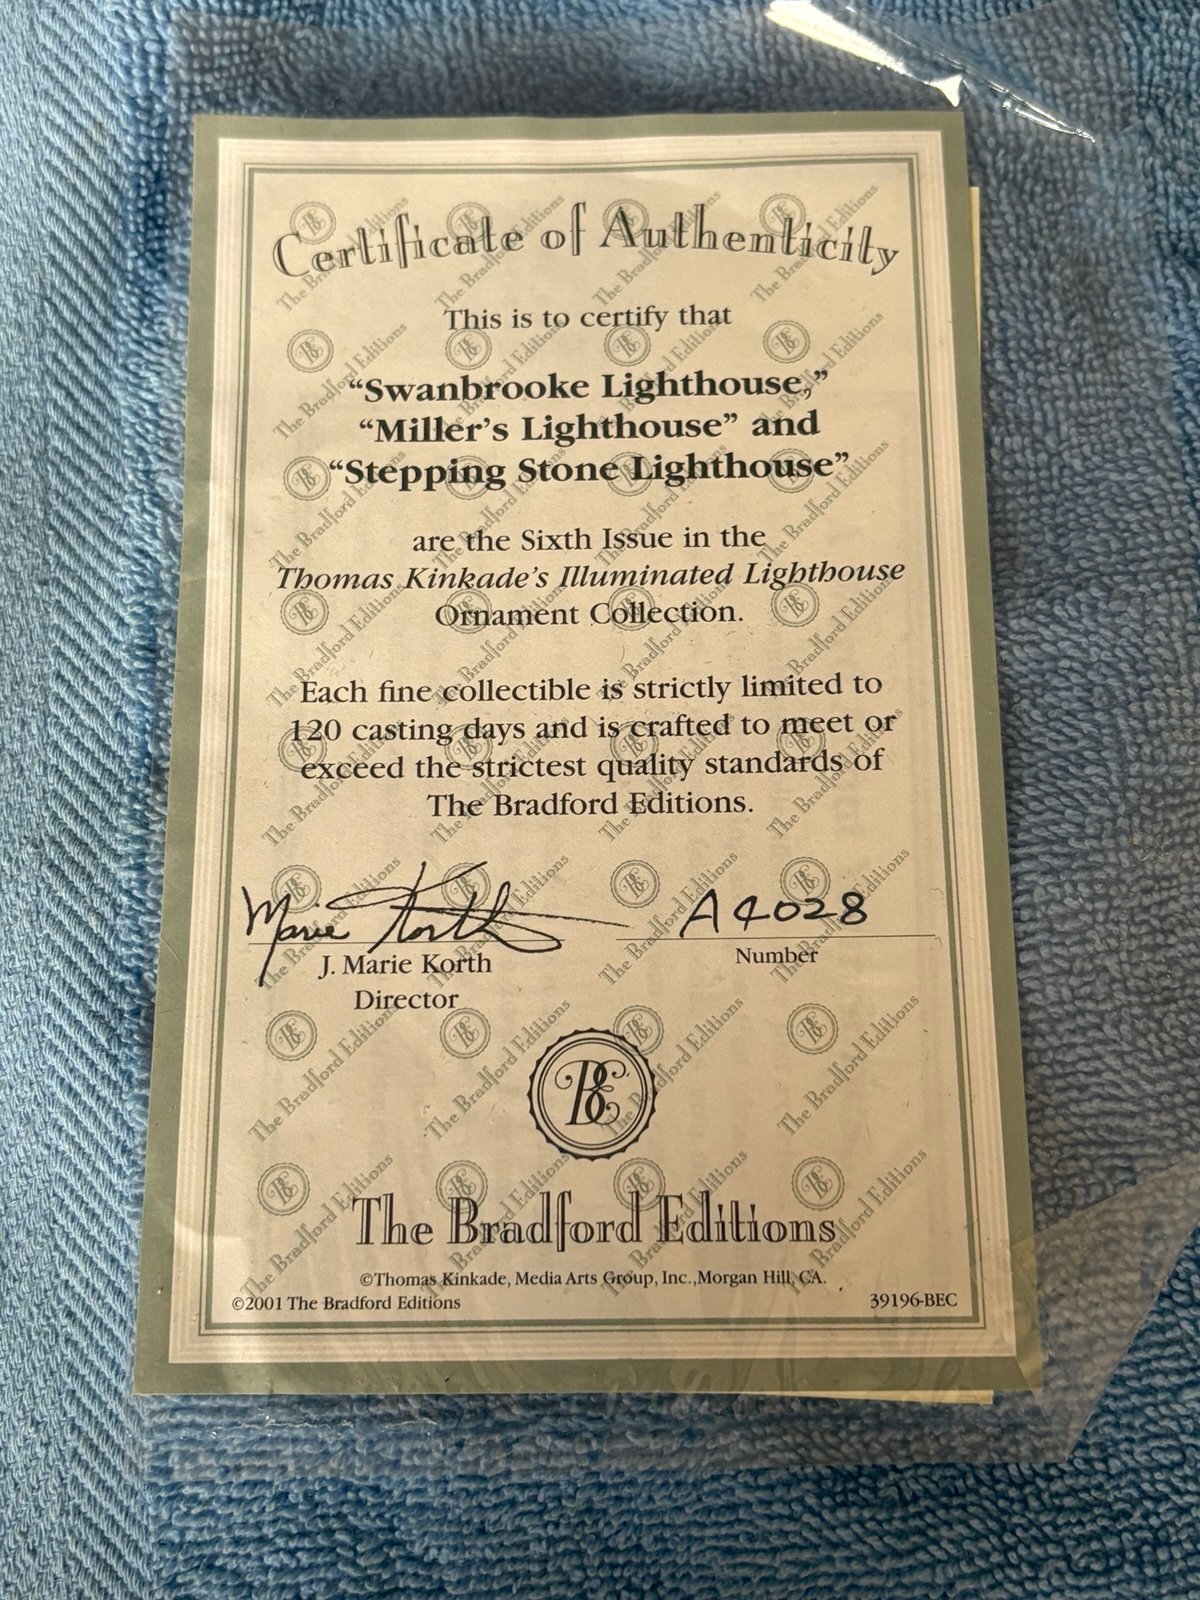 Certificate of Authenticity
This is to certify that
“Swanbrooke Lighthouse,”
“Miller’s Lighthouse” and
“Stepping Stone Lighthouse”
are the Sixth Issue in the
Thomas Kinkade’s Illuminated Lighthouse
Ornament Collection.
Each fine collectible is strictly limited to
120 casting days and is crafted to meet or
exceed the strictest quality standards of
The Bradford Editions.
Marie Korth
A4028
J. Marie Korth
Number
Director
BE
The Bradford Editions
©Thomas Kinkade, Media Arts Group, Inc.,Morgan Hill, CA.
©2001 The Bradford Editions
39196-BEC